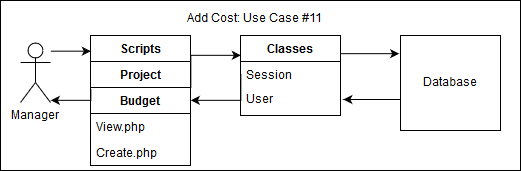 Add Cost: Use Case #11
Manager
Scripts
Project
Budget
View.php
Create.php
Classes
Session
User
Database